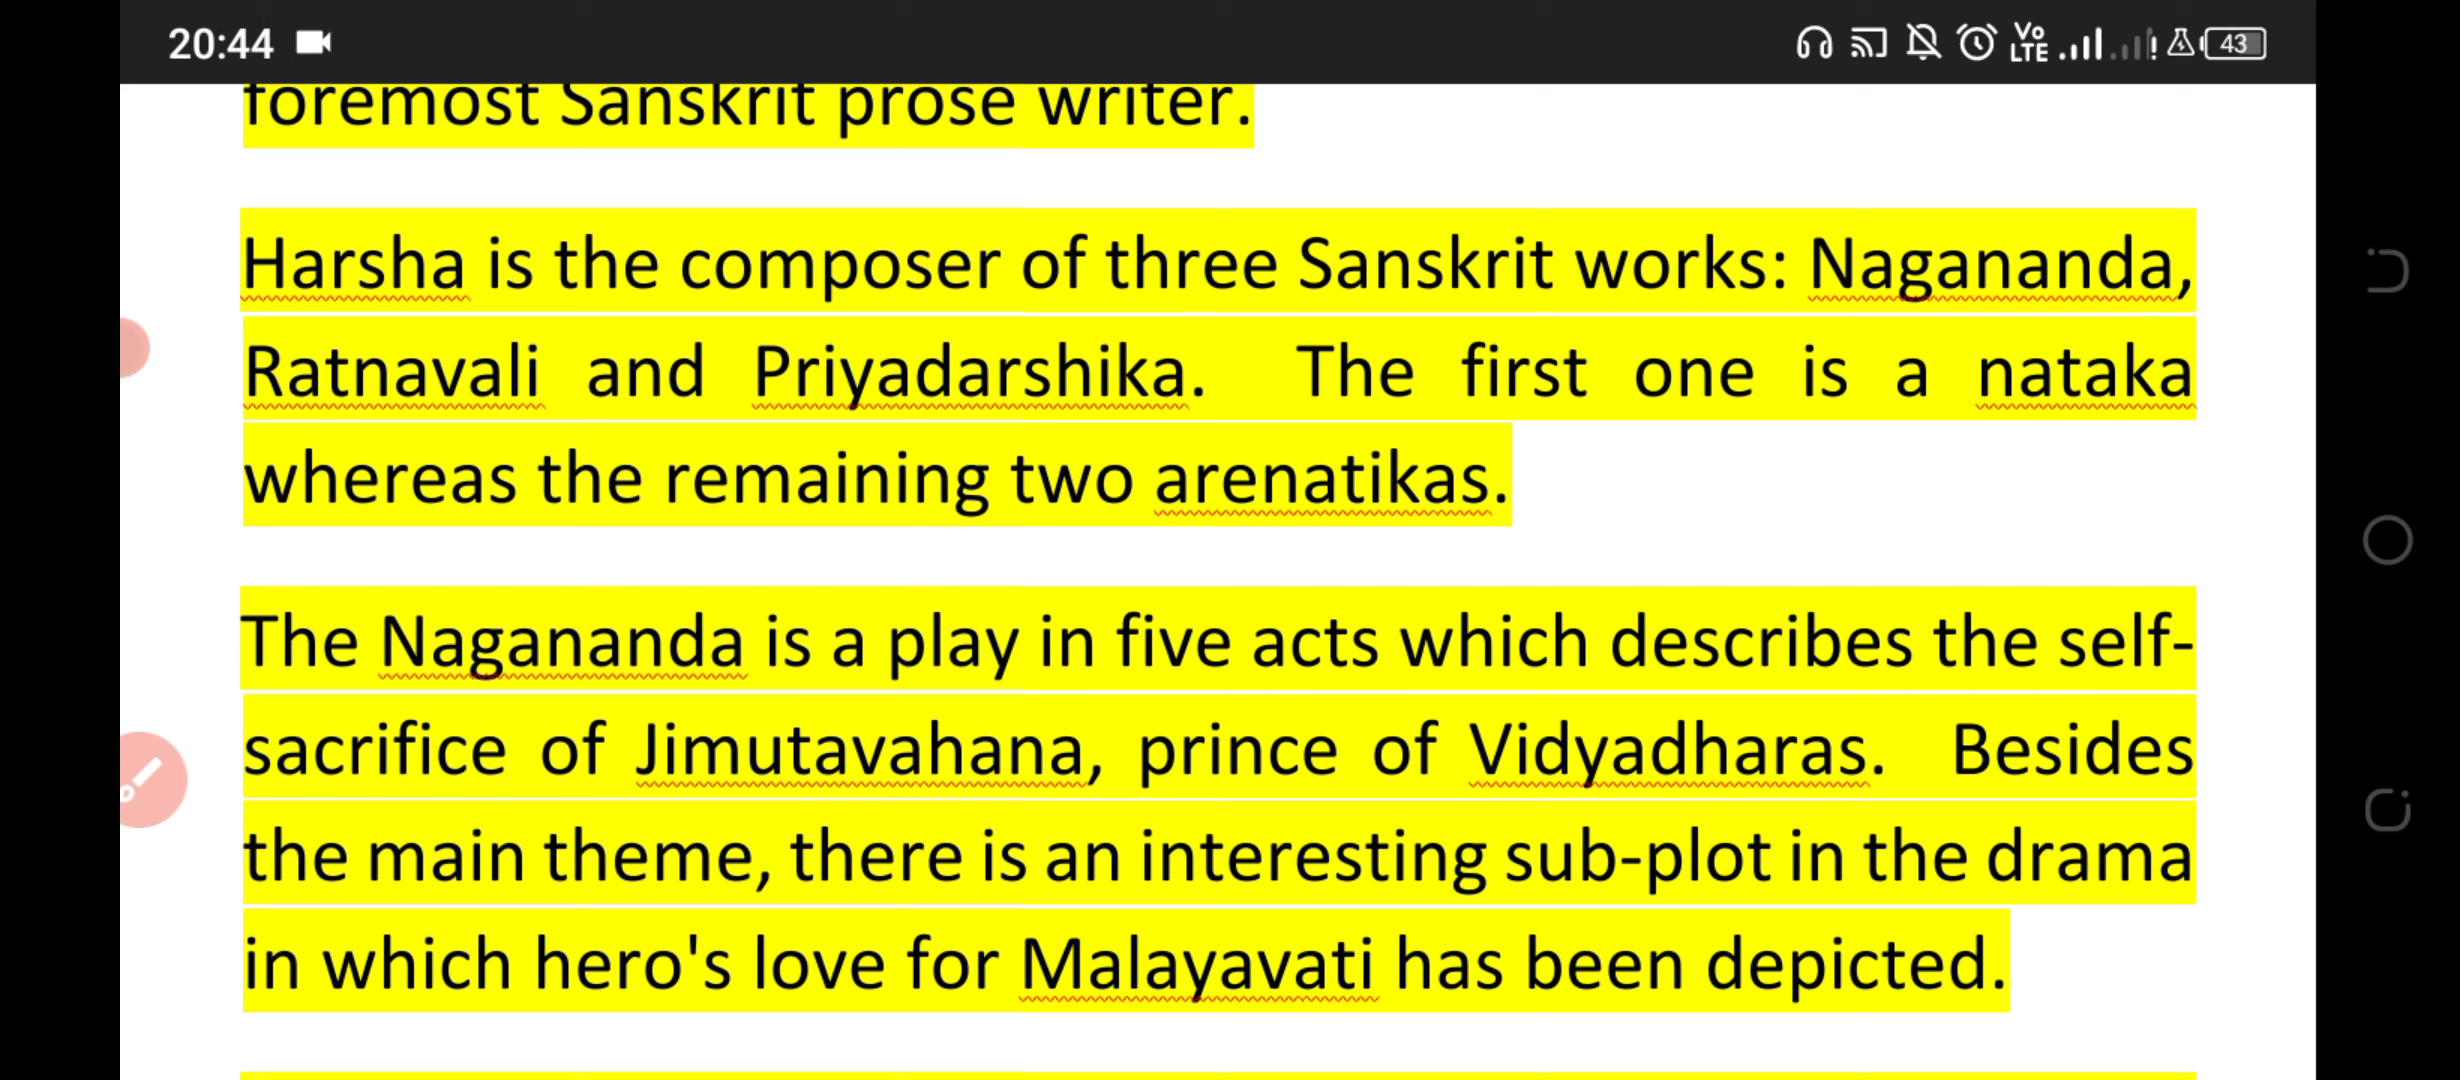 20:44 Vo LTE 43
foremost Sanskrit prose writer.
Harsha is the composer of three Sanskrit works: Nagananda,
Ratnavali and Priyadarshika. The first one is a nataka
whereas the remaining two arenatikas.
The Nagananda is a play in five acts which describes the self-
sacrifice of Jimutavahana, prince of Vidyadharas. Besides
the main theme, there is an interesting sub-plot in the drama
in which hero's love for Malayavati has been depicted.